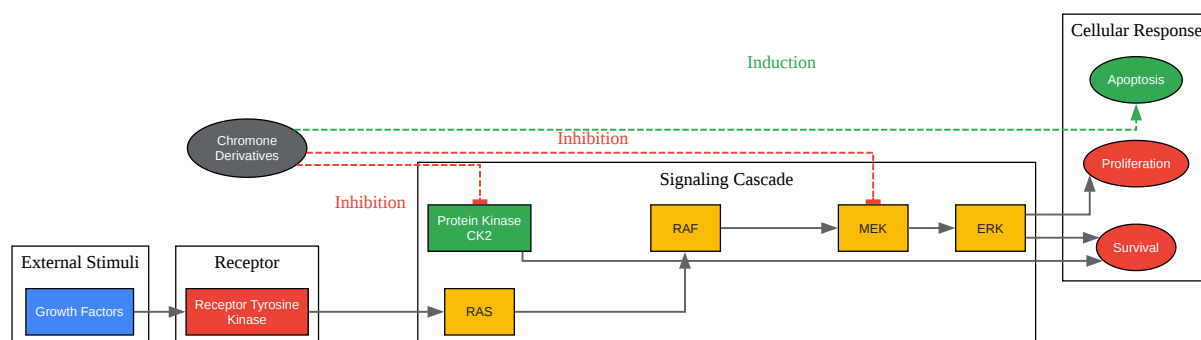 Cellular Response
Induction
Apoptosis
Chromone
Derivatives
Inhibition
Proliferation
Signaling Cascade
Inhibition
Protein Kinase
CK2
RAF
MEK
ERK
Survival
External Stimuli
Receptor
Growth Factors
Receptor Tyrosine
Kinase
RAS